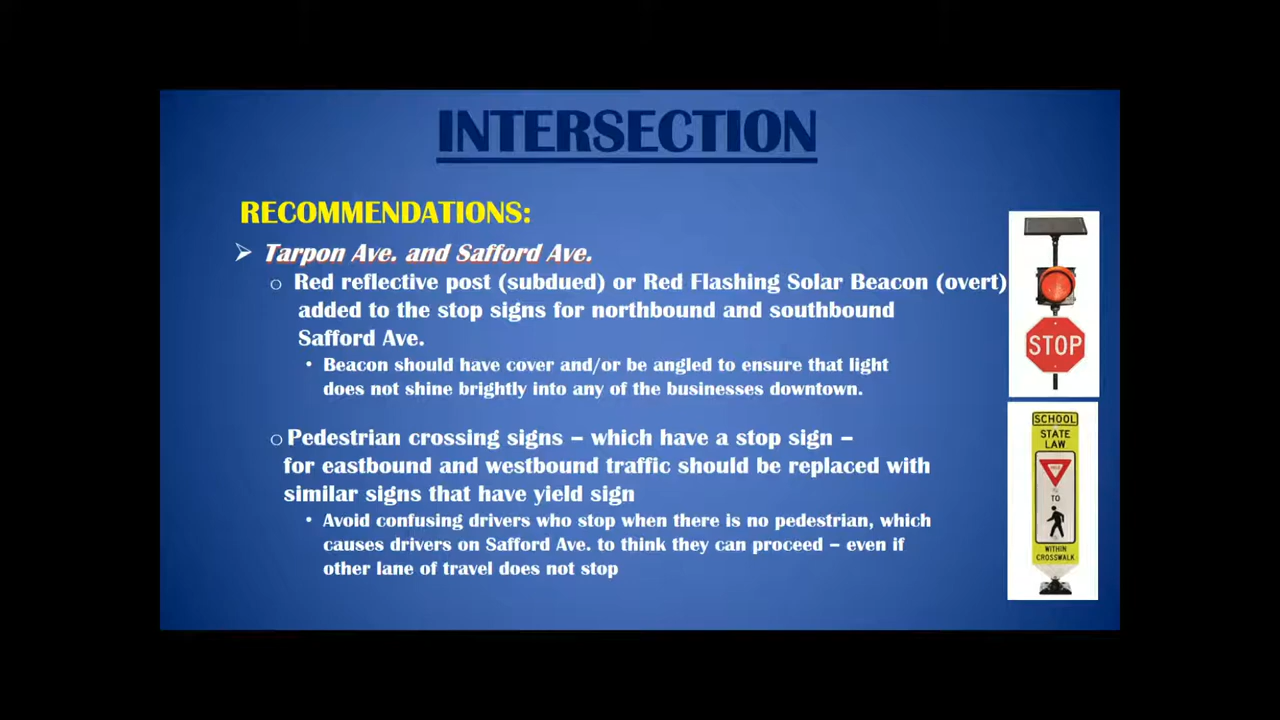 INTERSECTION
RECOMMENDATIONS:
Tarpon Ave. and Safford Ave.
Red reflective post (subdued) or Red Flashing Solar Beacon (overt)
added to the stop signs for northbound and southbound
Safford Ave.
Beacon should have cover and/or be angled to ensure that light
does not shine brightly into any of the businesses downtown.
Pedestrian crossing signs – which have a stop sign –
for eastbound and westbound traffic should be replaced with
similar signs that have yield sign
Avoid confusing drivers who stop when there is no pedestrian, which
causes drivers on Safford Ave. to think they can proceed – even if
other lane of travel does not stop
STOP
SCHOOL
STATE
LAW
TO
WITHIN
CROSSWALK